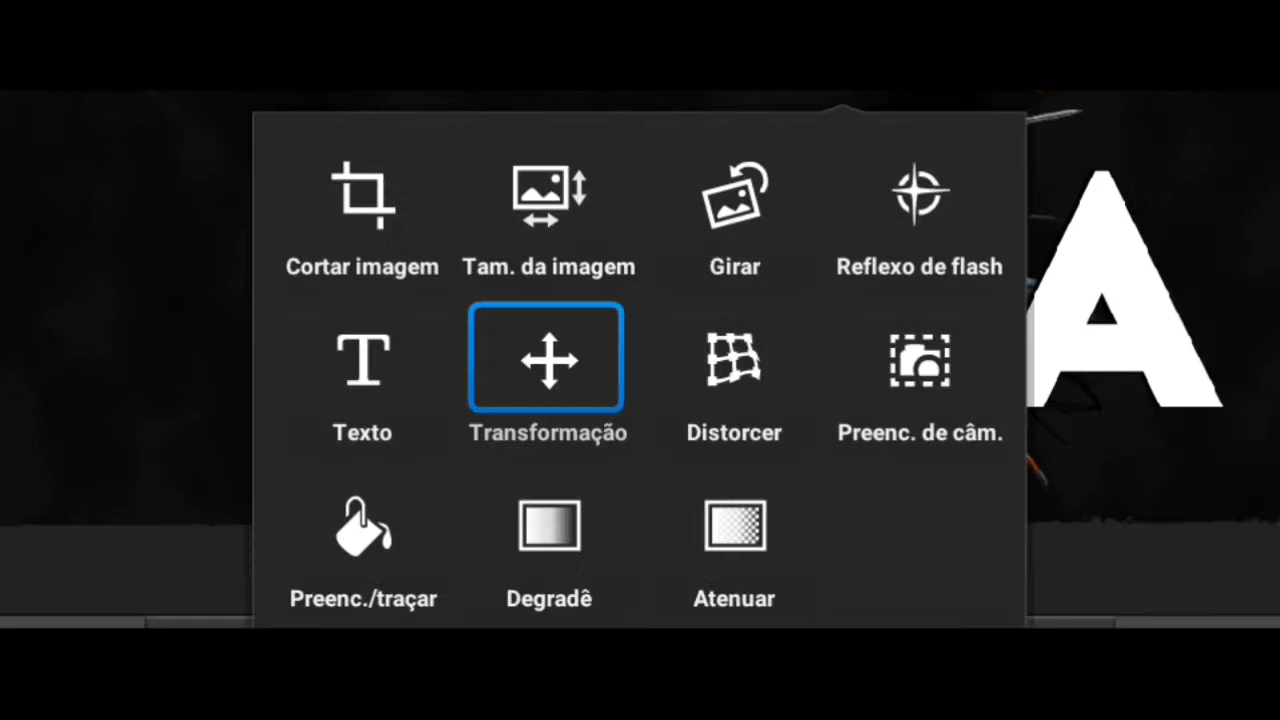 Cortar imagem
Tam. da imagem
Girar
Reflexo de flash
A
T
Texto
Transformação
Distorcer
Preenc. de câm.
Preenc./traçar
Degradê
Atenuar